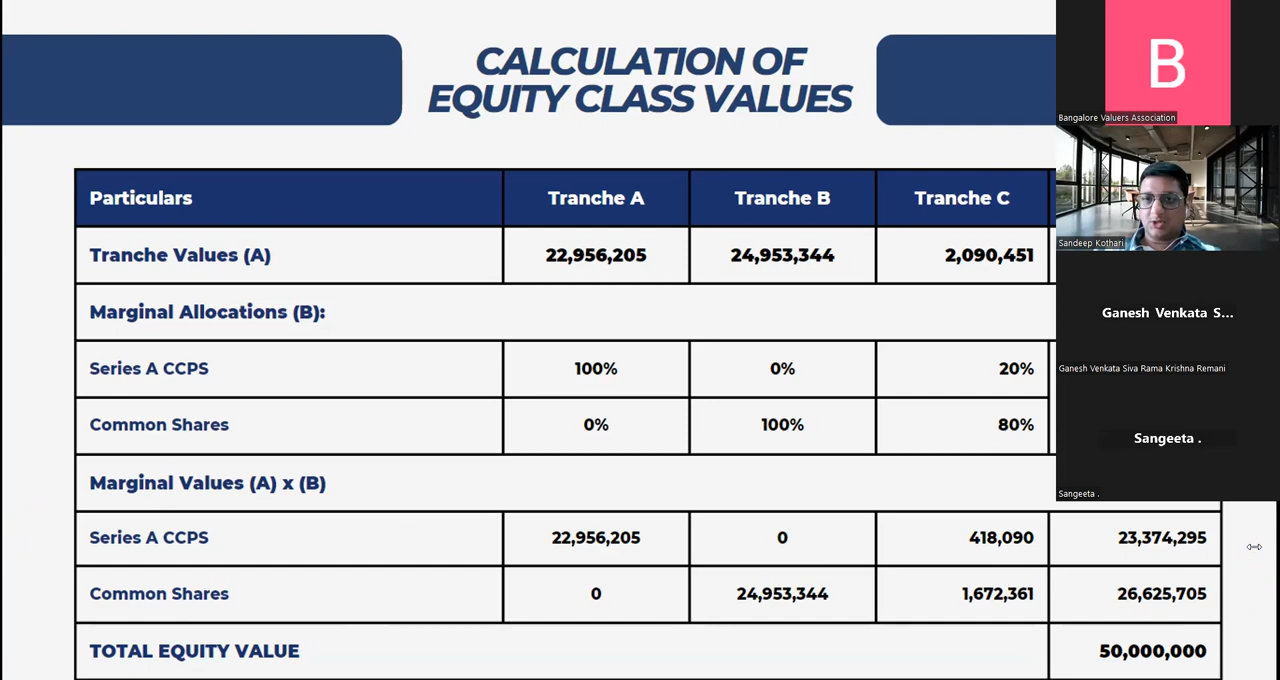 CALCULATION OF
EQUITY CLASS VALUES
Particulars Tranche A Tranche B Tranche C
Tranche Values (A) 22,956,205 24,953,344 2,090,451
Marginal Allocations (B):
Series A CCPS 100% 0% 20%
Common Shares 0% 100% 80%
Marginal Values (A) x (B)
Series A CCPS 22,956,205 0 418,090 23,374,295
Common Shares 0 24,953,344 1,672,361 26,625,705
TOTAL EQUITY VALUE 50,000,000
B
Bangalore Valuers Association
Sandeep Kothari
Ganesh Venkata S...
Ganesh Venkata Siva Rama Krishna Remani
Sangeeta .
Sangeeta .